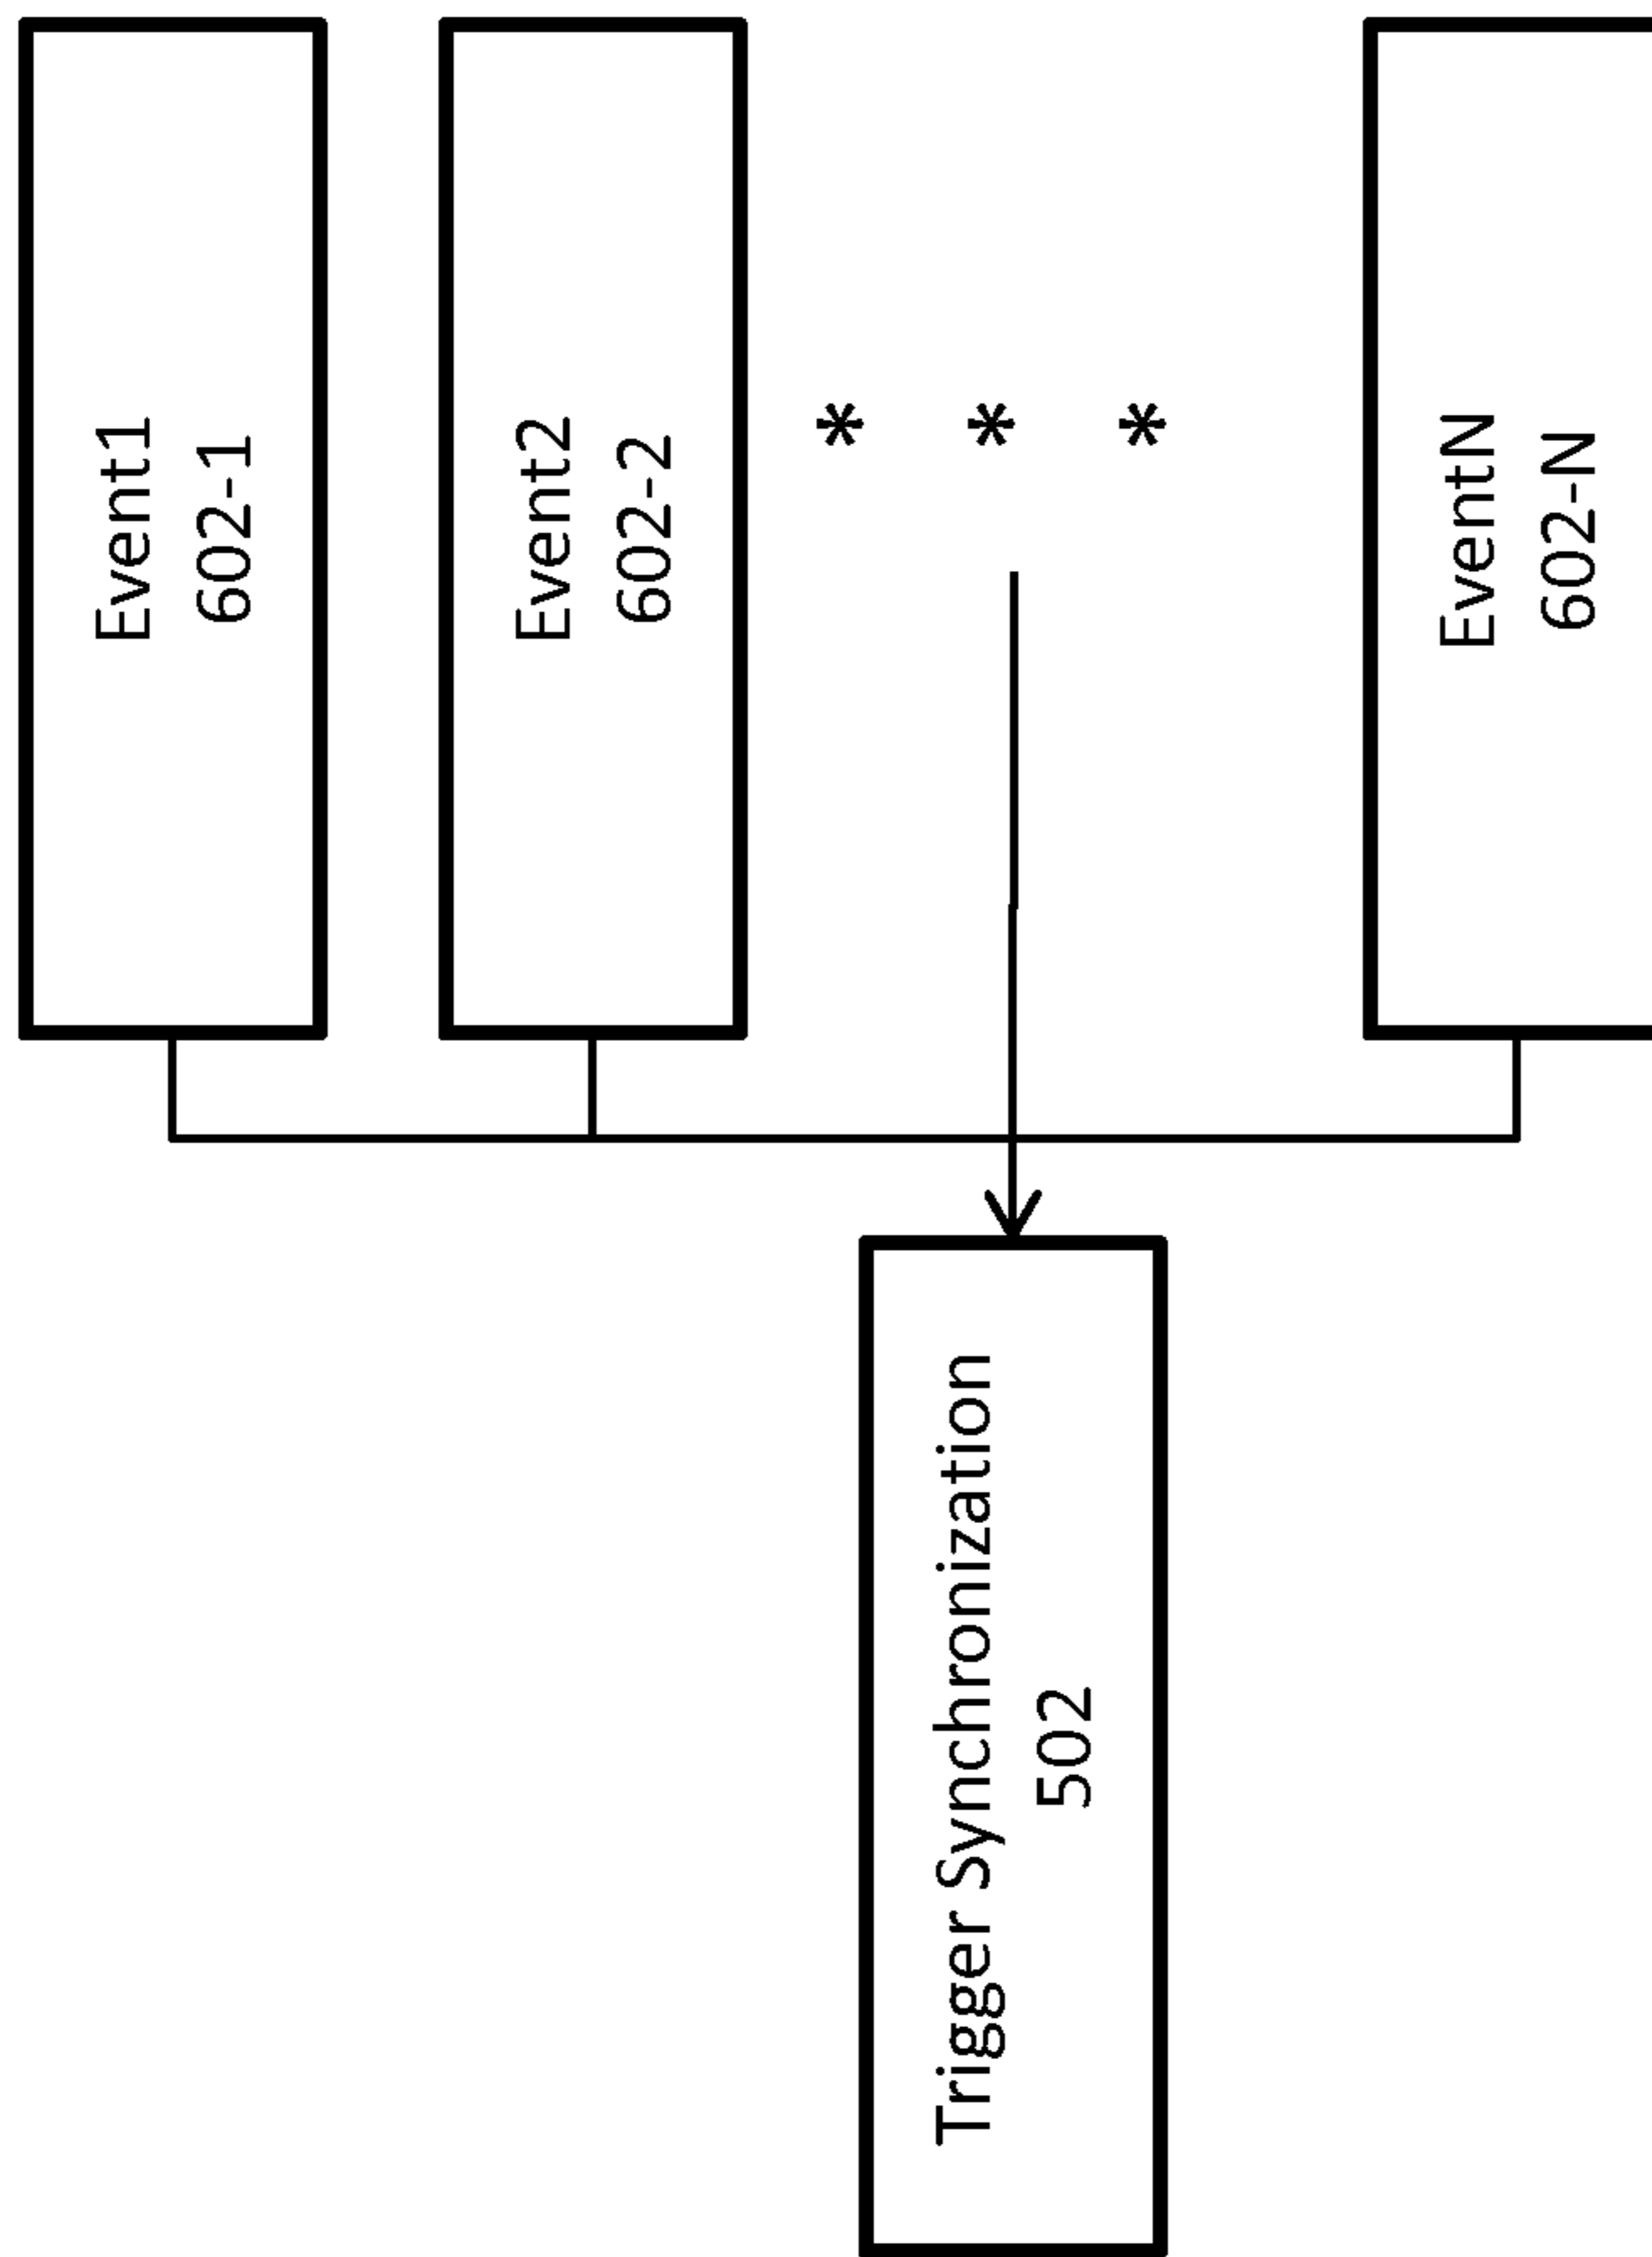 Event1
602-1
Event2
602-2
* * *
EventN
602-N
Trigger Synchronization
502